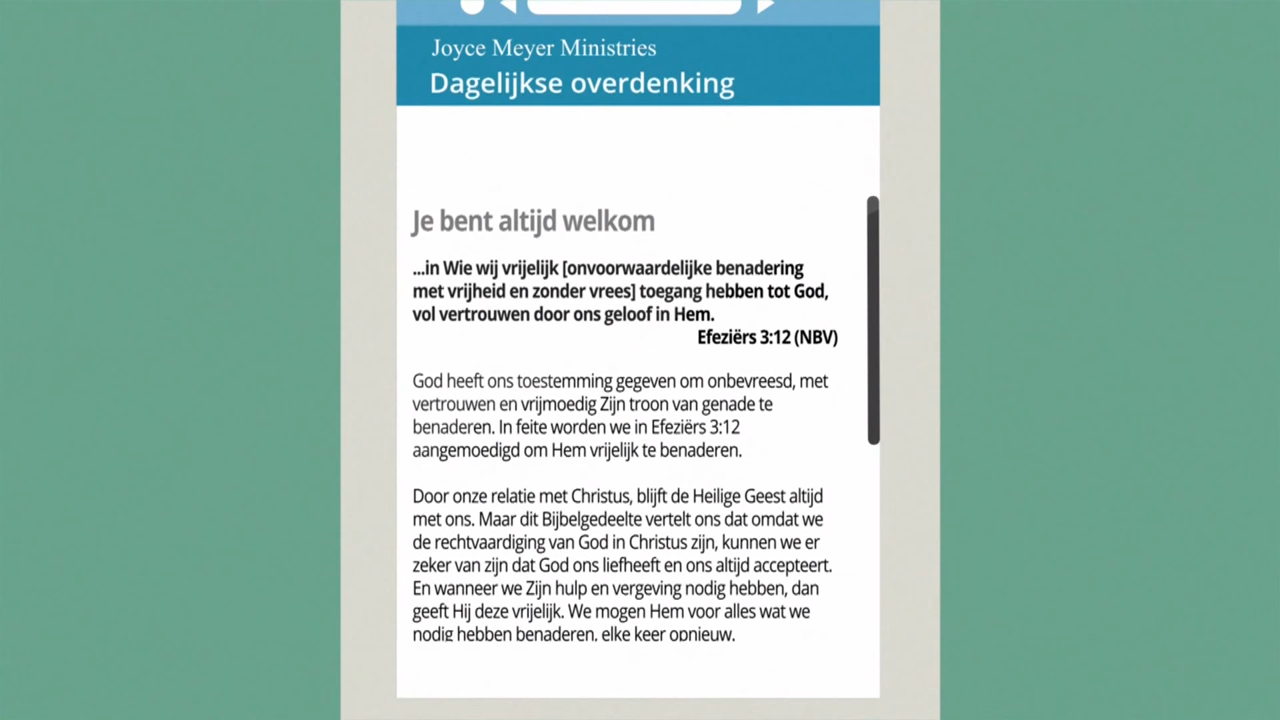 Joyce Meyer Ministries
Dagelijkse overdenking
Je bent altijd welkom
...in Wie wij vrijelijk [onvoorwaardelijke benadering
met vrijheid en zonder vrees] toegang hebben tot God,
vol vertrouwen door ons geloof in Hem.
Efeziërs 3:12 (NBV)
God heeft ons toestemming gegeven om onbevreesd, met
vertrouwen en vrijmoedig Zijn troon van genade te
benaderen. In feite worden we in Efeziërs 3:12
aangemoedigd om Hem vrijelijk te benaderen.
Door onze relatie met Christus, blijft de Heilige Geest altijd
met ons. Maar dit Bijbelgedeelte vertelt ons dat omdat we
de rechtvaardiging van God in Christus zijn, kunnen we er
zeker van zijn dat God ons liefheeft en ons altijd accepteert.
En wanneer we Zijn hulp en vergeving nodig hebben, dan
geeft Hij deze vrijelijk. We mogen Hem voor alles wat we
nodig hebben benaderen, elke keer opnieuw.